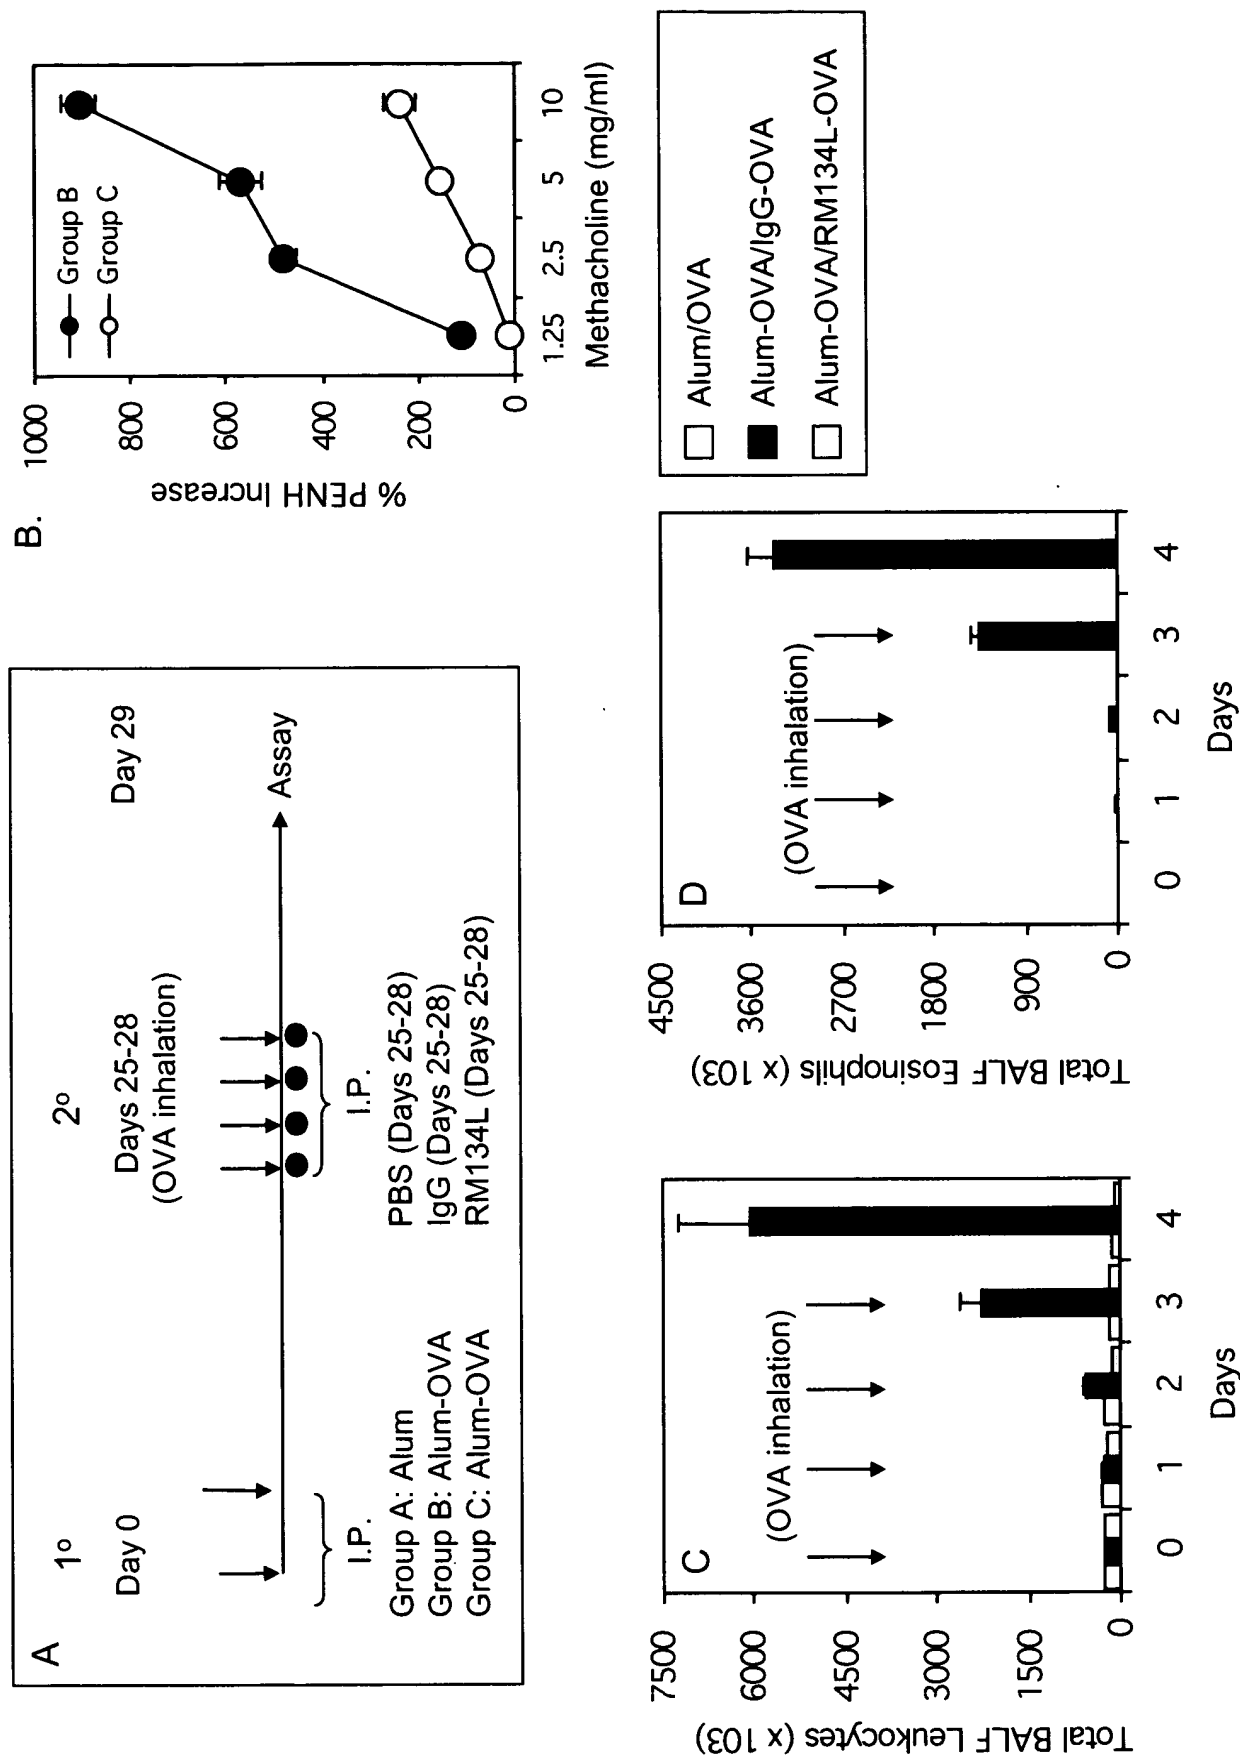 A
1º
2º
Day 0
Days 25-28
Day 29
(OVA inhalation)
Assay
I.P.
I.P.
Group A: Alum
PBS (Days 25-28)
Group B: Alum-OVA
IgG (Days 25-28)
Group C: Alum-OVA
RM134L (Days 25-28)
B.
% PENH Increase
1000
800
600
400
200
0
Group B
Group C
1.25
2.5
5
10
Methacholine (mg/ml)
C
Total BALF Leukocytes (x 103)
7500
6000
4500
3000
1500
0
(OVA inhalation)
0
1
2
3
4
Days
D
Total BALF Eosinophils (x 103)
4500
3600
2700
1800
900
0
(OVA inhalation)
0
1
2
3
4
Days
Alum/OVA
Alum-OVA/IgG-OVA
Alum-OVA/RM134L-OVA